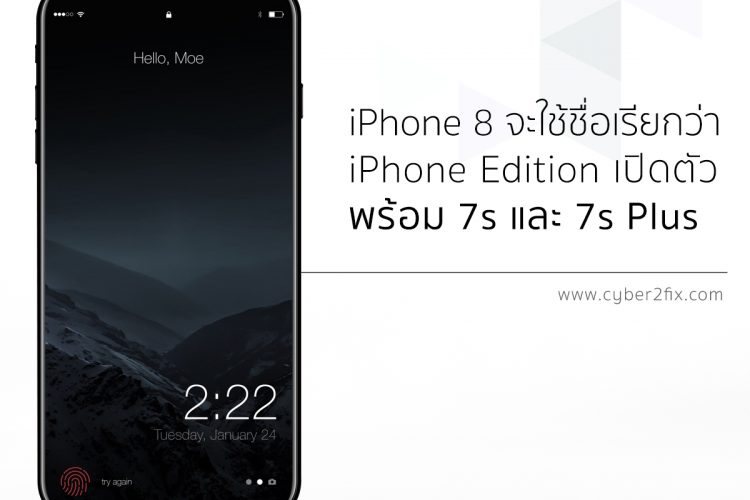 Hello, Moe
iPhone 8 จะใช้ชื่อเรียกว่า
iPhone Edition เปิดตัว
พร้อม 7s และ 7s Plus
www.cyber2fix.com
2:22
Tuesday, January 24
try again